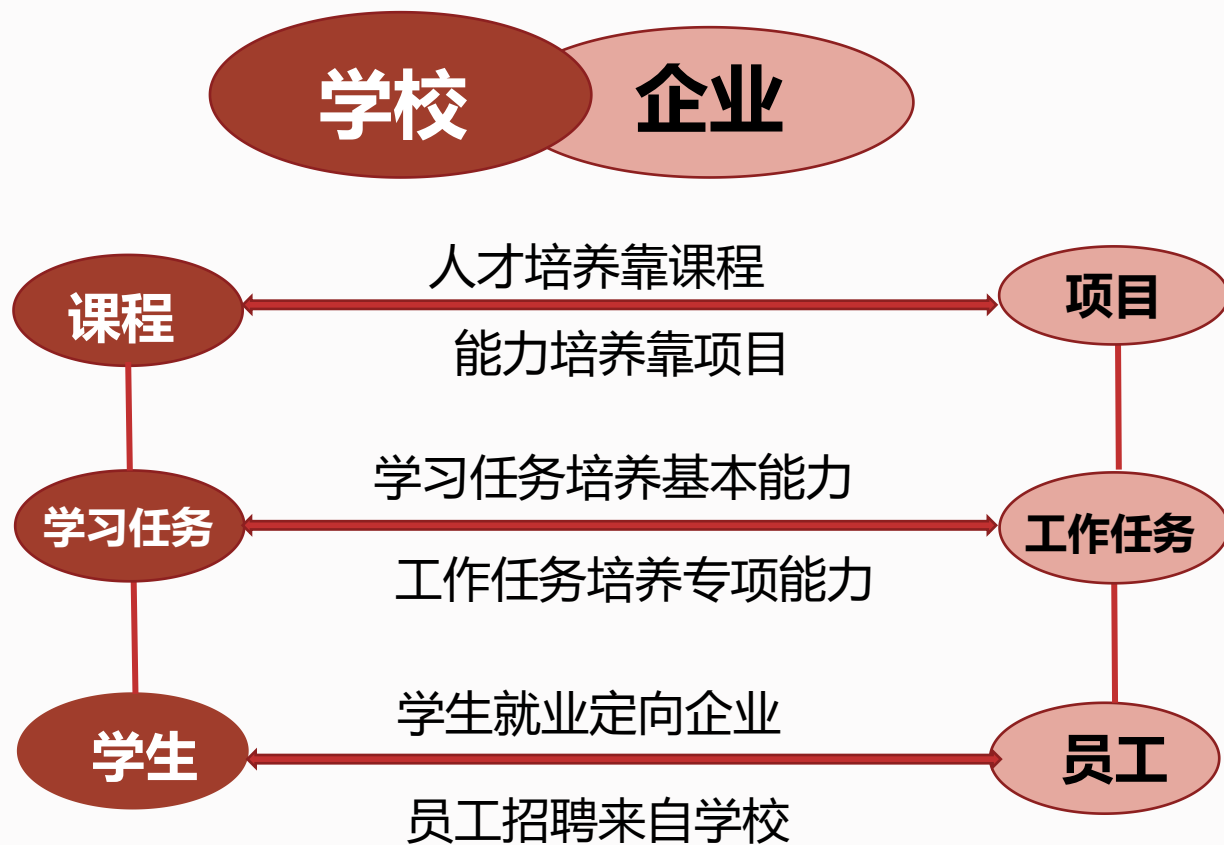 学校
企业
人才培养靠课程
课程
项目
能力培养靠项目
学习任务培养基本能力
学习任务
工作任务
工作任务培养专项能力
学生就业定向企业
学生
员工
员工招聘来自学校